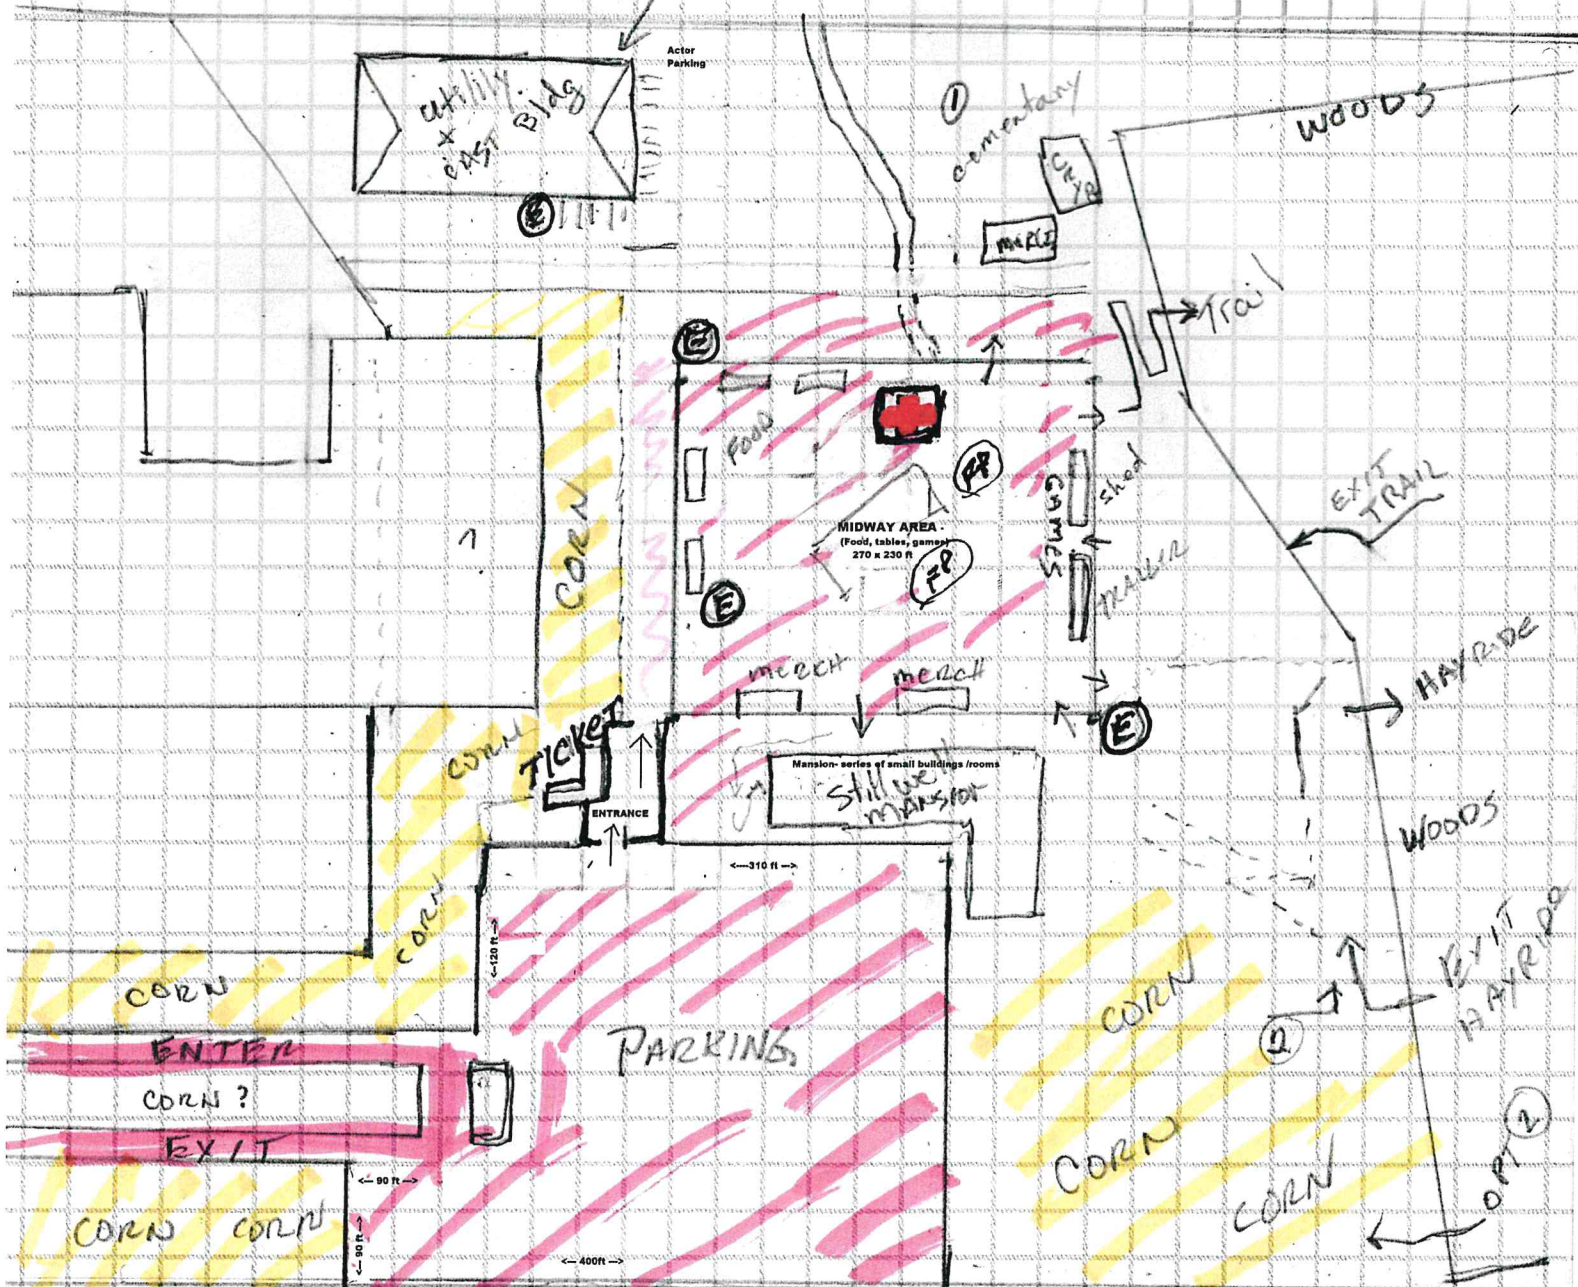 Actor
Parking
utility
+
CAST
Bldg
E
1
cementary
CRYP
MERCH
WOODS
Trail
E
FOOD
FP
GAMES
shed
EXIT
TRAIL
MIDWAY AREA -
(Food, tables, games)
270 x 230 ft
FP
CORN
E
TRAILER
MERCH
MERCH
HAYRIDE
E
CORN
TICKET
Mansion- series of small buildings /rooms
Stillwell
MANSION
ENTRANCE
WOODS
<---310 ft -->
CORN
<--120 ft -->
CORN
CORN
EXIT
HAYRIDE
ENTER
PARKING
2
CORN ?
CORN
EXIT
<-- 90 ft -->
CORN
OPT 2
CORN
CORN
<-- 90 ft -->
<-- 400ft -->